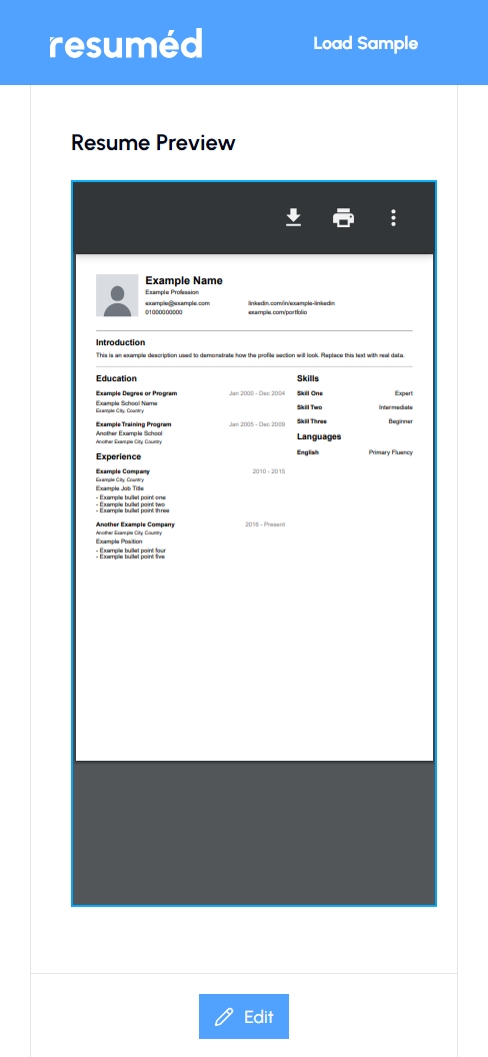 resuméd
Load Sample
Resume Preview
Example Name
Example Profession
example@example.com
linkedin.com/in/example-linkedin
01000000000
example.com/portfolio
Introduction
This is an example description used to demonstrate how the profile section will look. Replace this text with real data.
Education
Example Degree or Program
Jan 2000 - Dec 2004
Example School Name
Example City, Country
Example Training Program
Jan 2005 - Dec 2009
Another Example School
Another Example City, Country
Experience
Example Company
2010 - 2015
Example City, Country
Example Job Title
- Example bullet point one
- Example bullet point two
- Example bullet point three
Another Example Company
2016 - Present
Another Example City, Country
Example Position
- Example bullet point four
- Example bullet point five
Skills
Skill One
Expert
Skill Two
Intermediate
Skill Three
Beginner
Languages
English
Primary Fluency
Edit